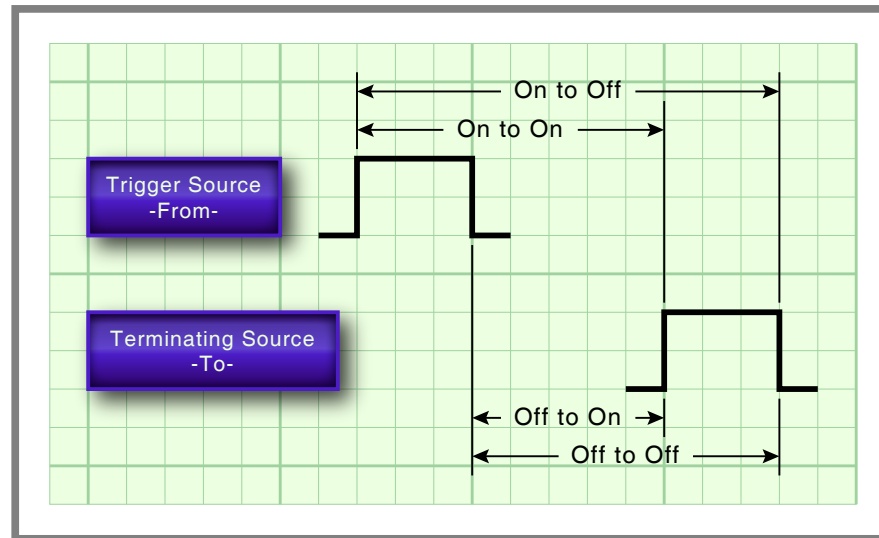 On to Off
On to On
Trigger Source
-From-
Terminating Source
-To-
Off to On
Off to Off